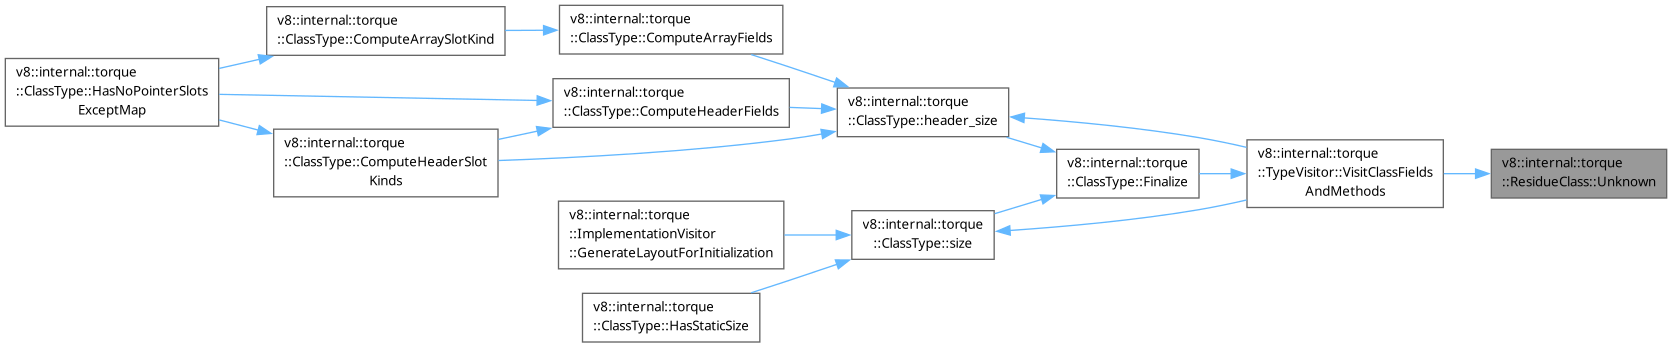 v8::internal::torque
::ClassType::HasNoPointerSlots
ExceptMap
v8::internal::torque
::ClassType::ComputeArraySlotKind
v8::internal::torque
::ClassType::ComputeHeaderSlot
Kinds
v8::internal::torque
::ClassType::ComputeArrayFields
v8::internal::torque
::ClassType::ComputeHeaderFields
v8::internal::torque
::ImplementationVisitor
::GenerateLayoutForInitialization
v8::internal::torque
::ClassType::HasStaticSize
v8::internal::torque
::ClassType::header_size
v8::internal::torque
::ClassType::size
v8::internal::torque
::ClassType::Finalize
v8::internal::torque
::TypeVisitor::VisitClassFields
AndMethods
v8::internal::torque
::ResidueClass::Unknown